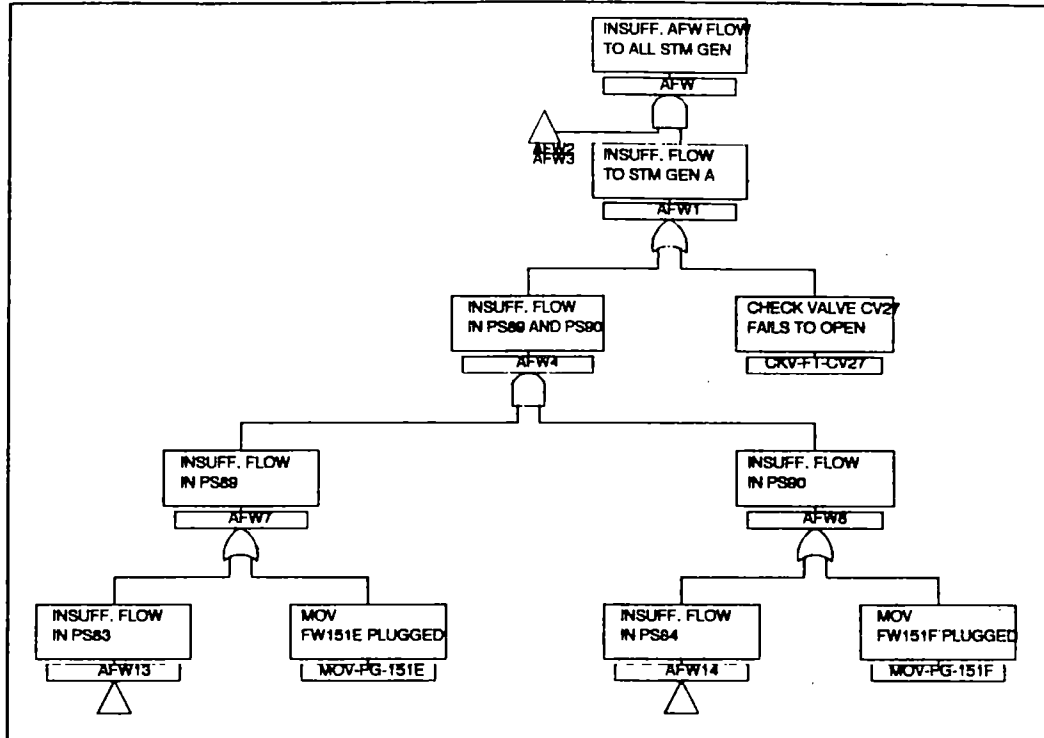 INSUFF. AFW FLOW
TO ALL STM GEN
AFW
AFW2
AFW3
INSUFF. FLOW
TO STM GEN A
AFW1
INSUFF. FLOW
IN PS89 AND PS90
AFW4
CHECK VALVE CV27
FAILS TO OPEN
CKV-FT-CV27
INSUFF. FLOW
IN PS89
AFW7
INSUFF. FLOW
IN PS90
AFW8
INSUFF. FLOW
IN PS83
AFW13
MOV
FW151E PLUGGED
MOV-PG-151E
INSUFF. FLOW
IN PS84
AFW14
MOV
FW151F PLUGGED
MOV-PG-151F